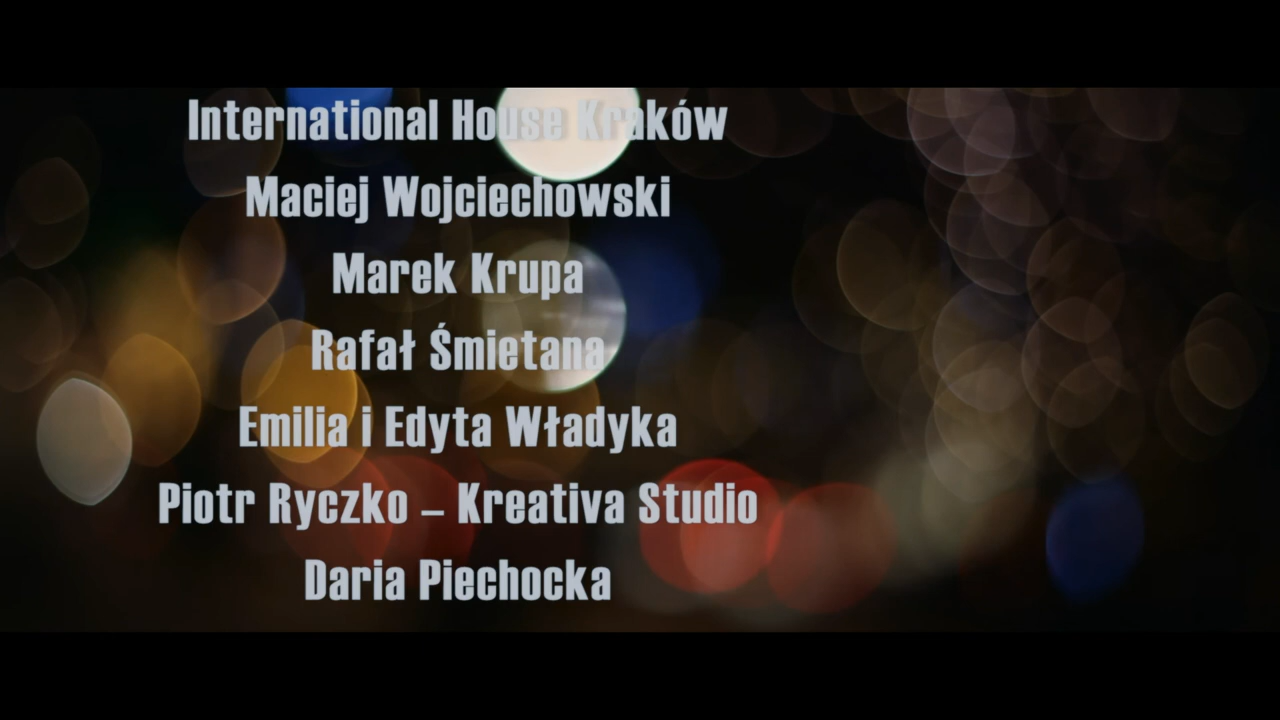 International House Kraków
Maciej Wojciechowski
Marek Krupa
Rafał Śmietana
Emilia i Edyta Władyka
Piotr Ryczko – Kreativa Studio
Daria Piechocka